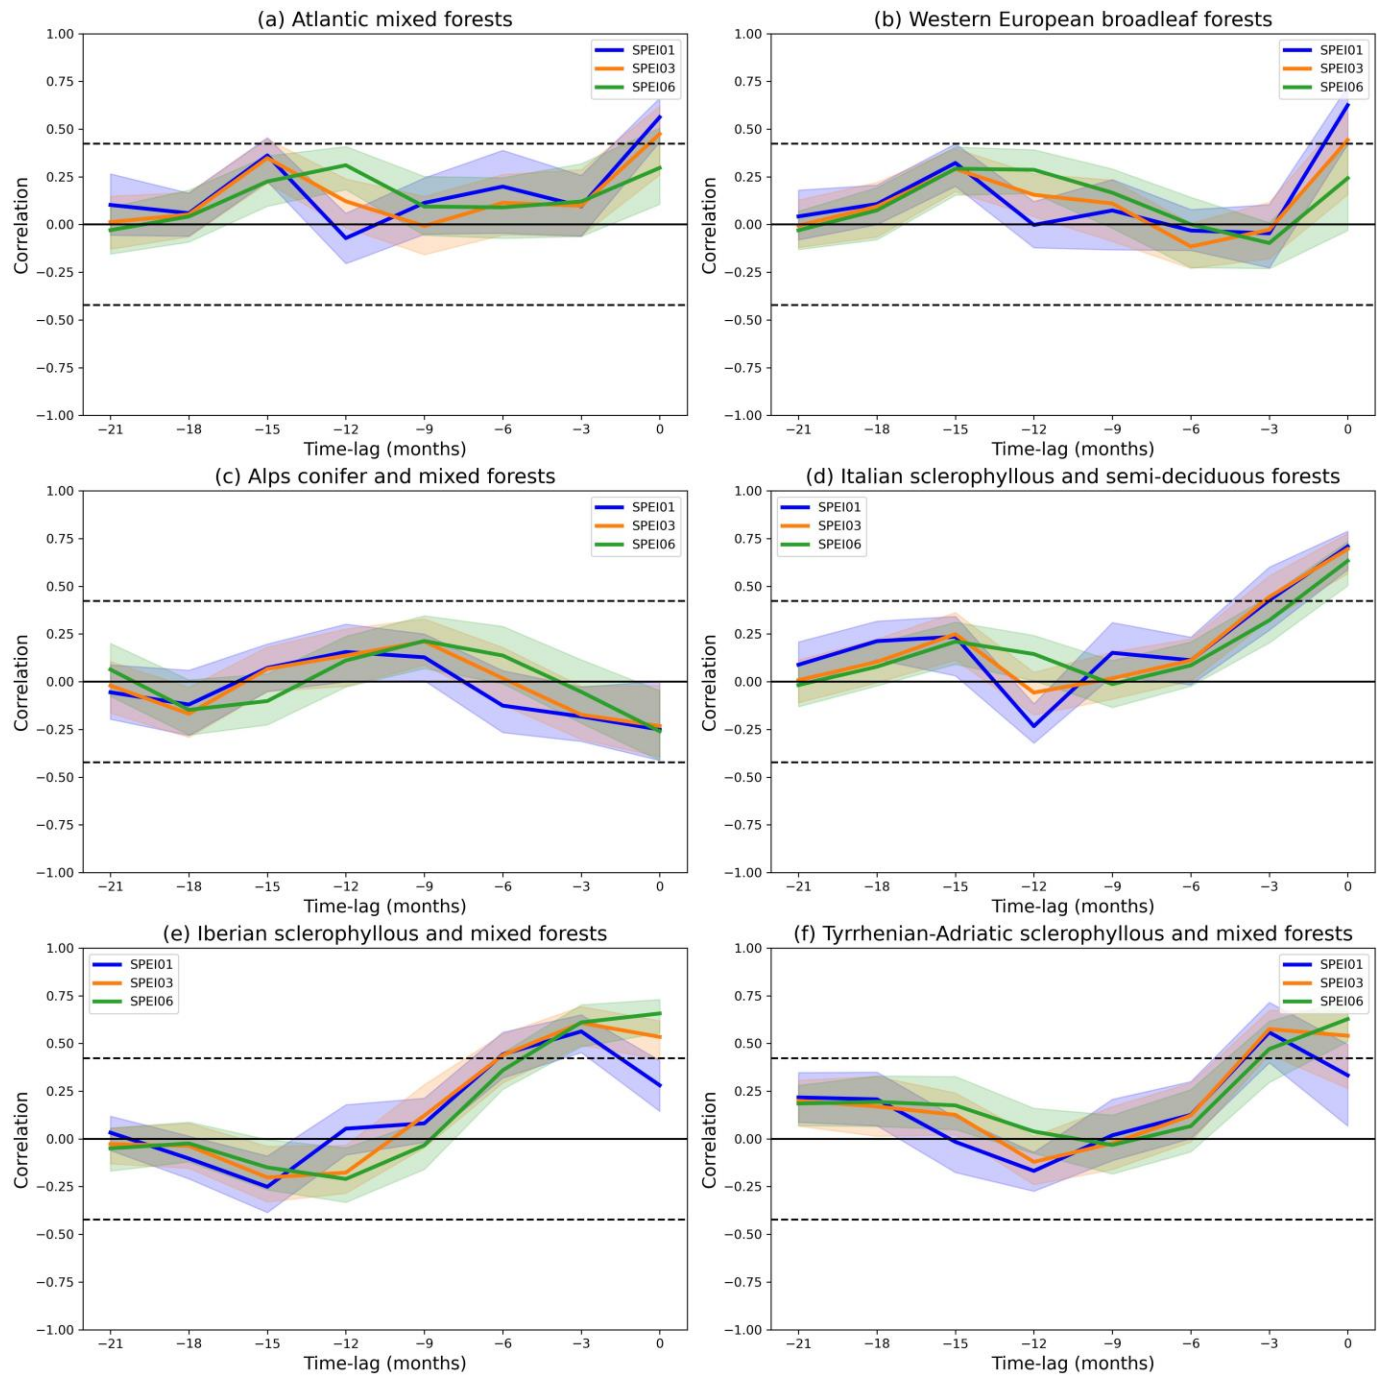 (a) Atlantic mixed forests
1.00
0.75
0.50
0.25
0.00
−0.25
−0.50
−0.75
−1.00
Correlation
SPEI01
SPEI03
SPEI06
−21 −18 −15 −12 −9 −6 −3 0
Time-lag (months)
(b) Western European broadleaf forests
1.00
0.75
0.50
0.25
0.00
−0.25
−0.50
−0.75
−1.00
Correlation
SPEI01
SPEI03
SPEI06
−21 −18 −15 −12 −9 −6 −3 0
Time-lag (months)
(c) Alps conifer and mixed forests
1.00
0.75
0.50
0.25
0.00
−0.25
−0.50
−0.75
−1.00
Correlation
SPEI01
SPEI03
SPEI06
−21 −18 −15 −12 −9 −6 −3 0
Time-lag (months)
(d) Italian sclerophyllous and semi-deciduous forests
1.00
0.75
0.50
0.25
0.00
−0.25
−0.50
−0.75
−1.00
Correlation
SPEI01
SPEI03
SPEI06
−21 −18 −15 −12 −9 −6 −3 0
Time-lag (months)
(e) Iberian sclerophyllous and mixed forests
1.00
0.75
0.50
0.25
0.00
−0.25
−0.50
−0.75
−1.00
Correlation
SPEI01
SPEI03
SPEI06
−21 −18 −15 −12 −9 −6 −3 0
Time-lag (months)
(f) Tyrrhenian-Adriatic sclerophyllous and mixed forests
1.00
0.75
0.50
0.25
0.00
−0.25
−0.50
−0.75
−1.00
Correlation
SPEI01
SPEI03
SPEI06
−21 −18 −15 −12 −9 −6 −3 0
Time-lag (months)